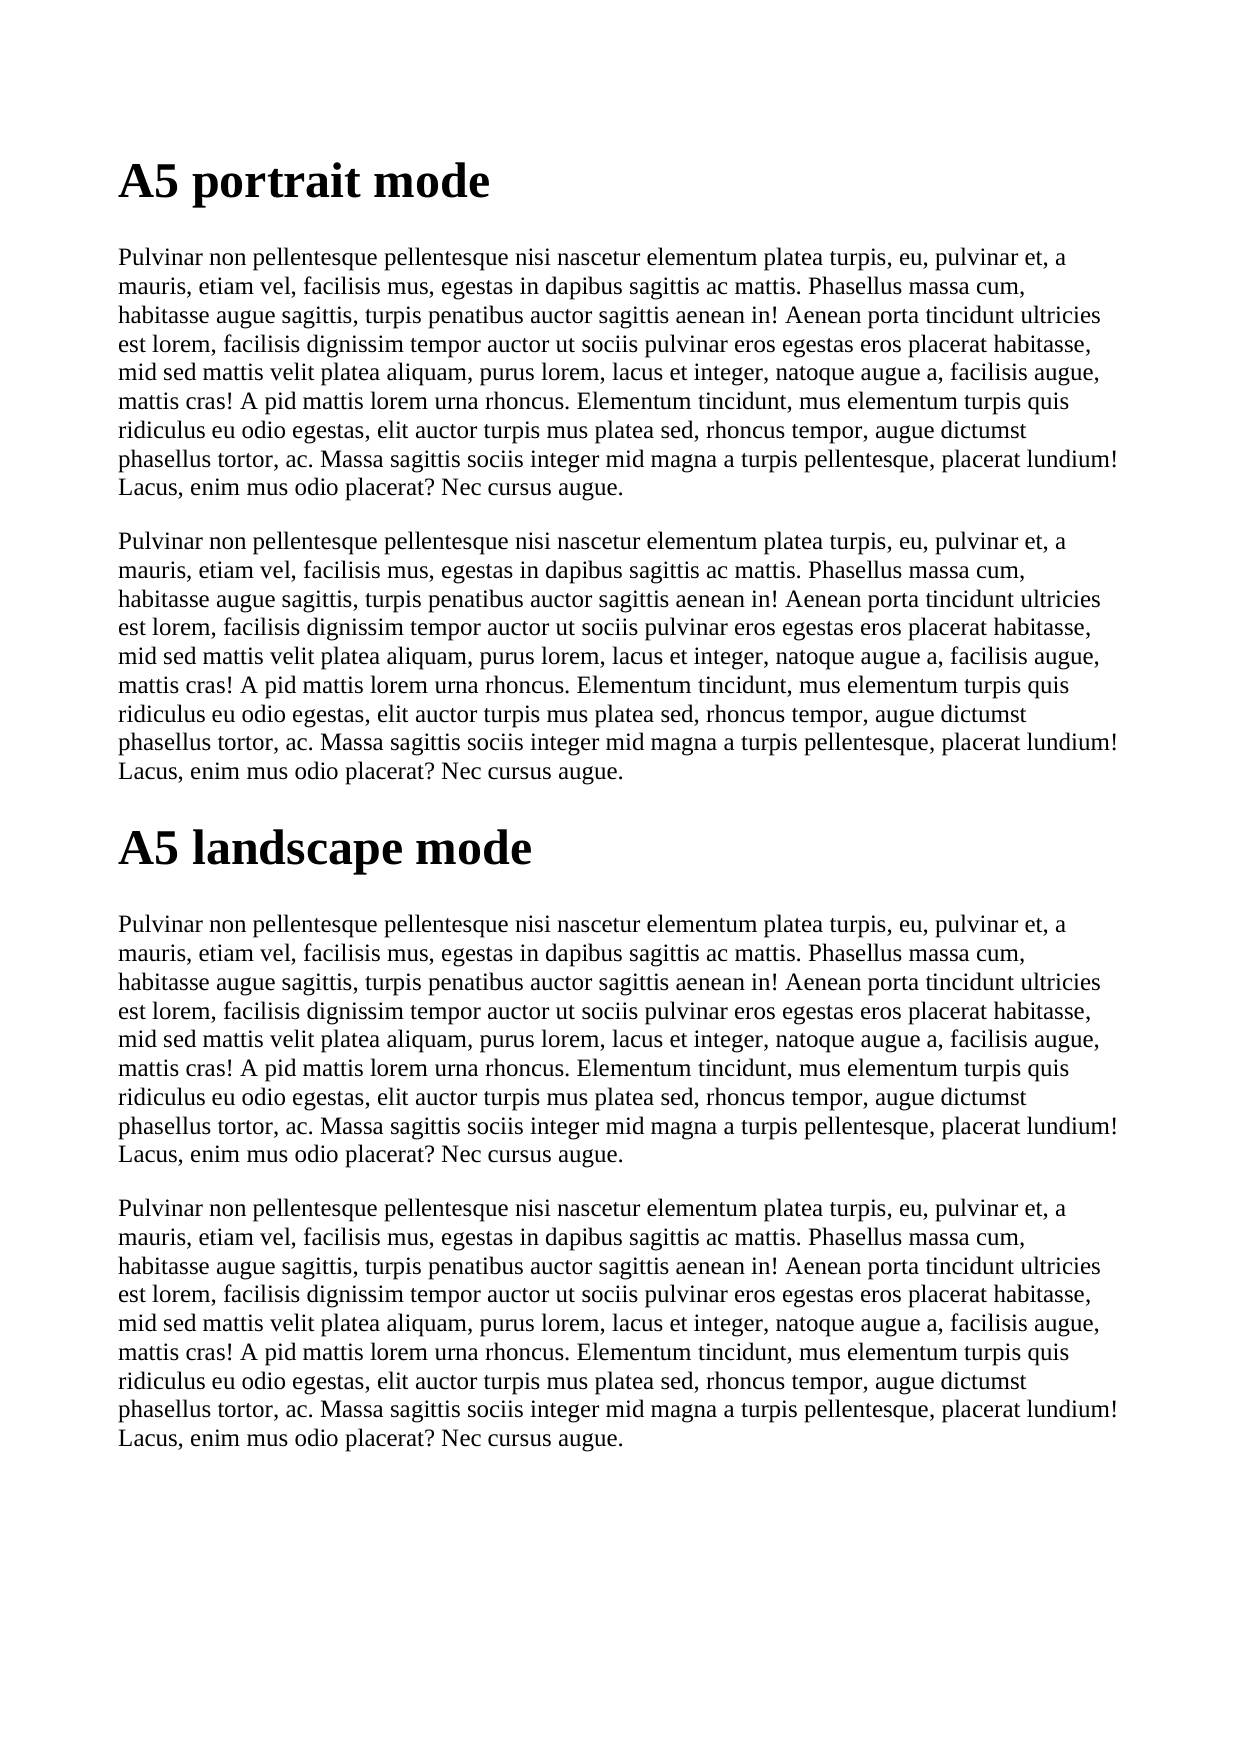 A5 portrait mode
Pulvinar non pellentesque pellentesque nisi nascetur elementum platea turpis, eu, pulvinar et, a
mauris, etiam vel, facilisis mus, egestas in dapibus sagittis ac mattis. Phasellus massa cum,
habitasse augue sagittis, turpis penatibus auctor sagittis aenean in! Aenean porta tincidunt ultricies
est lorem, facilisis dignissim tempor auctor ut sociis pulvinar eros egestas eros placerat habitasse,
mid sed mattis velit platea aliquam, purus lorem, lacus et integer, natoque augue a, facilisis augue,
mattis cras! A pid mattis lorem urna rhoncus. Elementum tincidunt, mus elementum turpis quis
ridiculus eu odio egestas, elit auctor turpis mus platea sed, rhoncus tempor, augue dictumst
phasellus tortor, ac. Massa sagittis sociis integer mid magna a turpis pellentesque, placerat lundium!
Lacus, enim mus odio placerat? Nec cursus augue.
Pulvinar non pellentesque pellentesque nisi nascetur elementum platea turpis, eu, pulvinar et, a
mauris, etiam vel, facilisis mus, egestas in dapibus sagittis ac mattis. Phasellus massa cum,
habitasse augue sagittis, turpis penatibus auctor sagittis aenean in! Aenean porta tincidunt ultricies
est lorem, facilisis dignissim tempor auctor ut sociis pulvinar eros egestas eros placerat habitasse,
mid sed mattis velit platea aliquam, purus lorem, lacus et integer, natoque augue a, facilisis augue,
mattis cras! A pid mattis lorem urna rhoncus. Elementum tincidunt, mus elementum turpis quis
ridiculus eu odio egestas, elit auctor turpis mus platea sed, rhoncus tempor, augue dictumst
phasellus tortor, ac. Massa sagittis sociis integer mid magna a turpis pellentesque, placerat lundium!
Lacus, enim mus odio placerat? Nec cursus augue.
A5 landscape mode
Pulvinar non pellentesque pellentesque nisi nascetur elementum platea turpis, eu, pulvinar et, a
mauris, etiam vel, facilisis mus, egestas in dapibus sagittis ac mattis. Phasellus massa cum,
habitasse augue sagittis, turpis penatibus auctor sagittis aenean in! Aenean porta tincidunt ultricies
est lorem, facilisis dignissim tempor auctor ut sociis pulvinar eros egestas eros placerat habitasse,
mid sed mattis velit platea aliquam, purus lorem, lacus et integer, natoque augue a, facilisis augue,
mattis cras! A pid mattis lorem urna rhoncus. Elementum tincidunt, mus elementum turpis quis
ridiculus eu odio egestas, elit auctor turpis mus platea sed, rhoncus tempor, augue dictumst
phasellus tortor, ac. Massa sagittis sociis integer mid magna a turpis pellentesque, placerat lundium!
Lacus, enim mus odio placerat? Nec cursus augue.
Pulvinar non pellentesque pellentesque nisi nascetur elementum platea turpis, eu, pulvinar et, a
mauris, etiam vel, facilisis mus, egestas in dapibus sagittis ac mattis. Phasellus massa cum,
habitasse augue sagittis, turpis penatibus auctor sagittis aenean in! Aenean porta tincidunt ultricies
est lorem, facilisis dignissim tempor auctor ut sociis pulvinar eros egestas eros placerat habitasse,
mid sed mattis velit platea aliquam, purus lorem, lacus et integer, natoque augue a, facilisis augue,
mattis cras! A pid mattis lorem urna rhoncus. Elementum tincidunt, mus elementum turpis quis
ridiculus eu odio egestas, elit auctor turpis mus platea sed, rhoncus tempor, augue dictumst
phasellus tortor, ac. Massa sagittis sociis integer mid magna a turpis pellentesque, placerat lundium!
Lacus, enim mus odio placerat? Nec cursus augue.